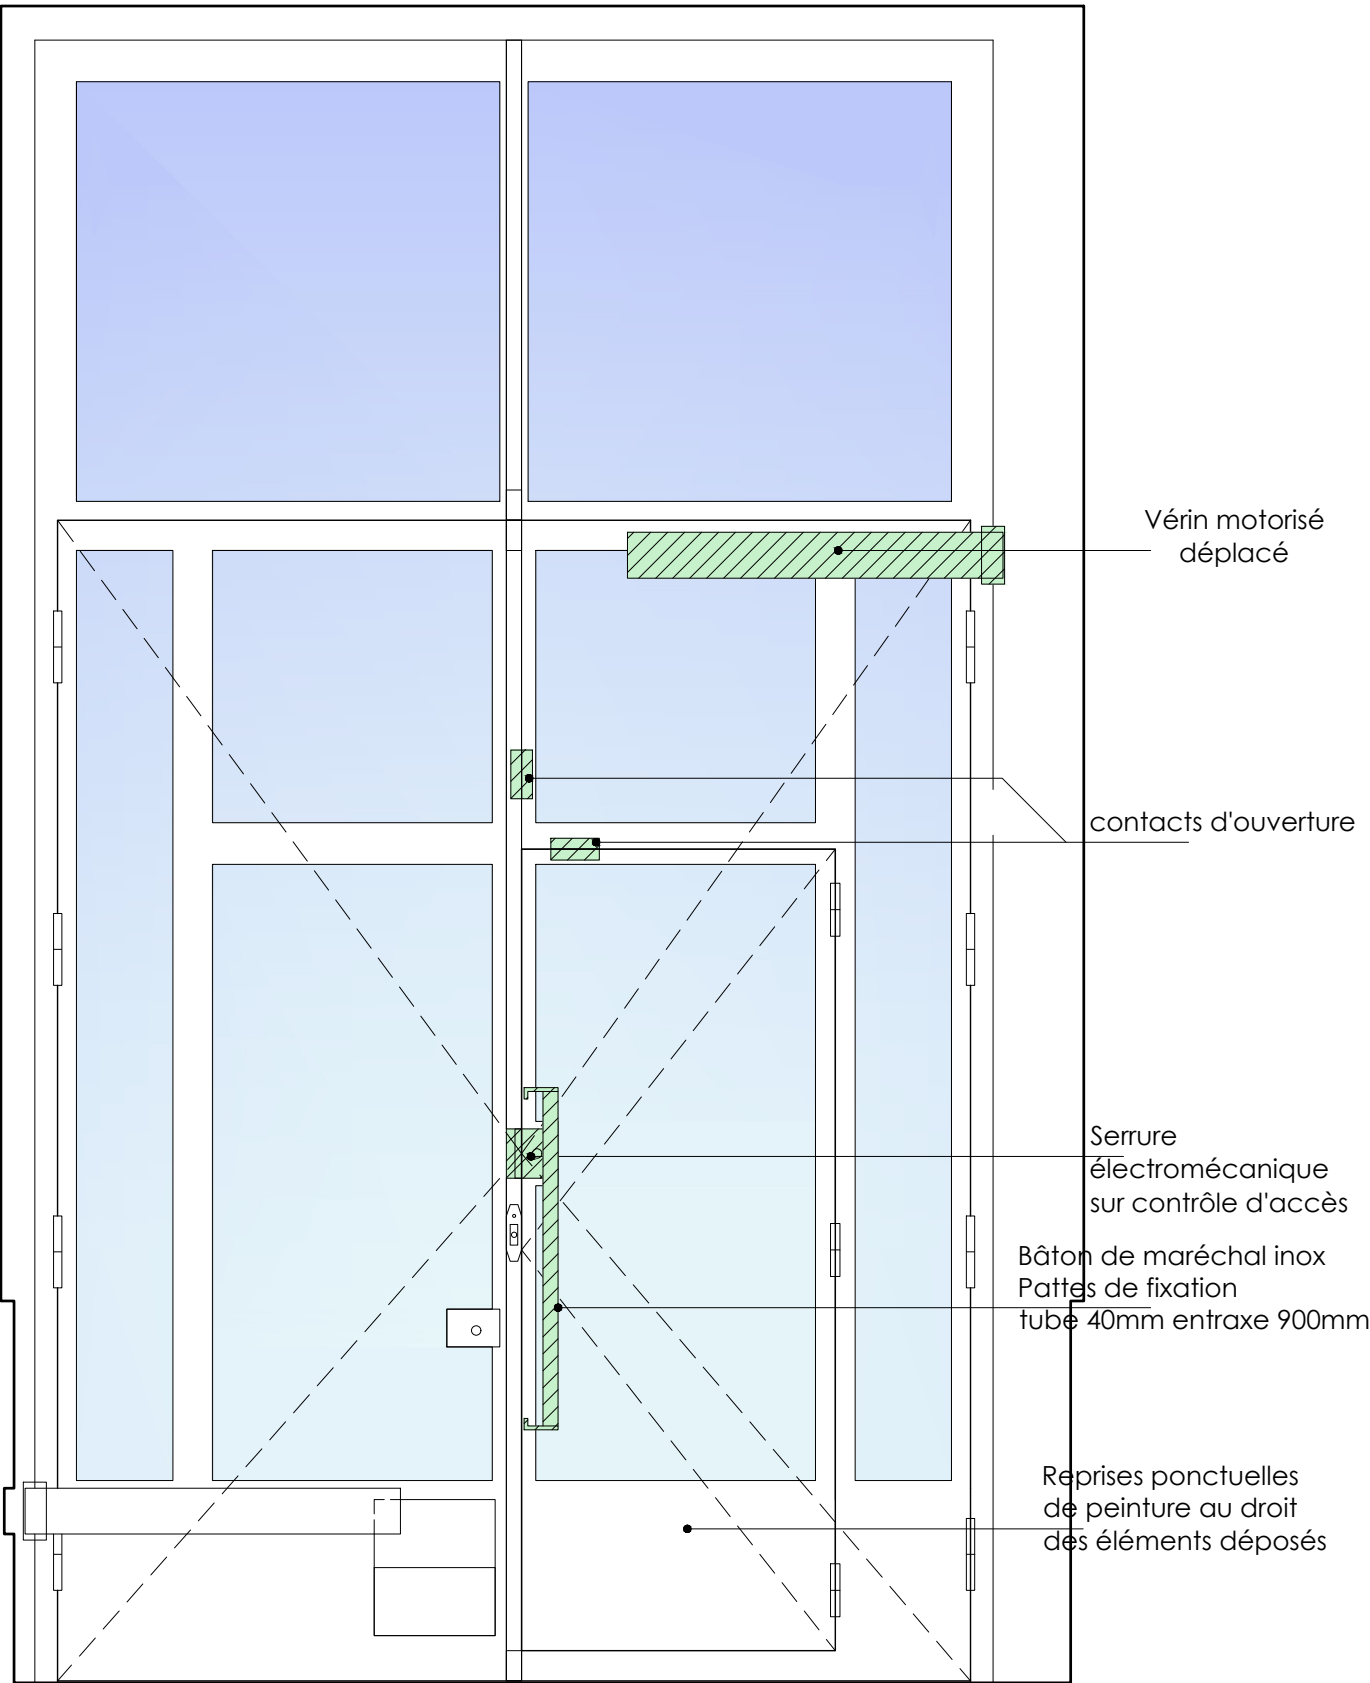 Vérin motorisé
déplacé
contacts d'ouverture
Serrure
électromécanique
sur contrôle d'accès
Bâton de maréchal inox
Pattes de fixation
tube 40mm entraxe 900mm
Reprises ponctuelles
de peinture au droit
des éléments déposés